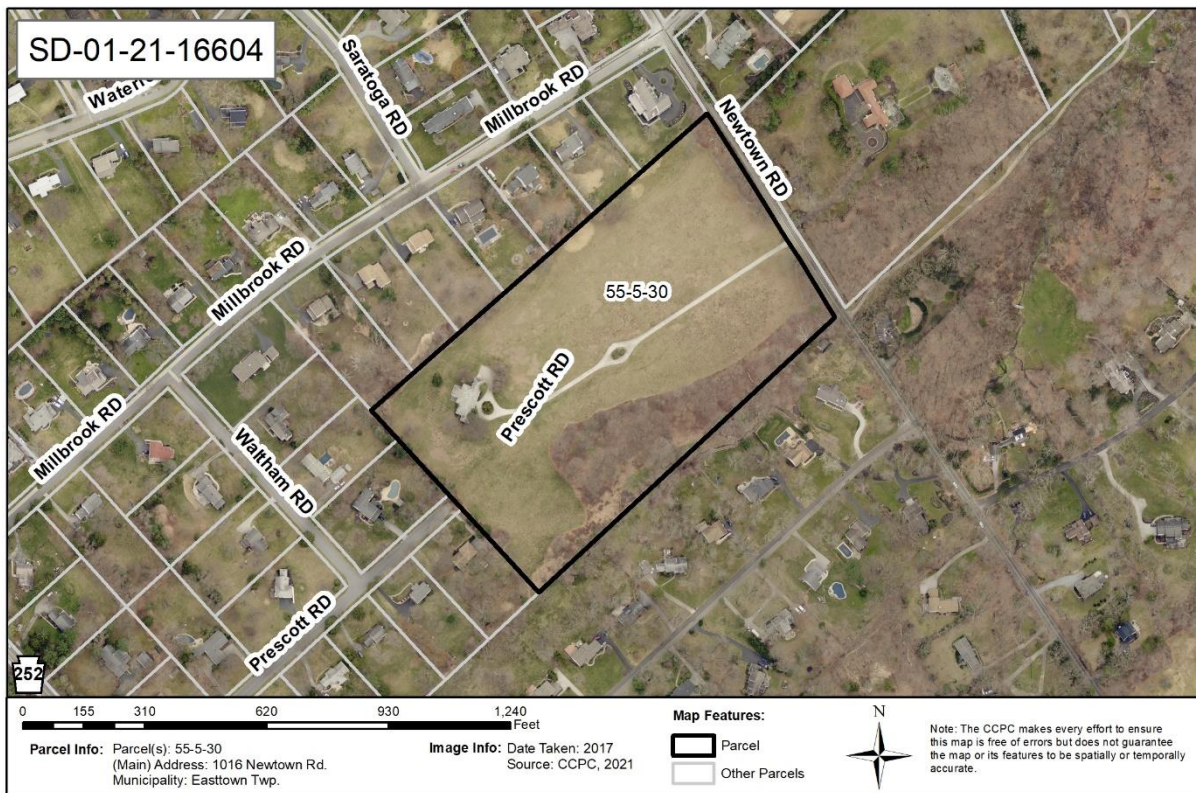 SD-01-21-16604
Waterfo
Saratoga RD
Millbrook RD
Newtown RD
55-5-30
Millbrook RD
Prescott RD
Millbrook RD
Waltham RD
Prescott RD
252
0 155 310 620 930 1,240
Feet
Parcel Info: Parcel(s): 55-5-30
(Main) Address: 1016 Newtown Rd.
Municipality: Easttown Twp.
Image Info: Date Taken: 2017
Source: CCPC, 2021
Map Features:
Parcel
Other Parcels
N
Note: The CCPC makes every effort to ensure
this map is free of errors but does not guarantee
the map or its features to be spatially or temporally
accurate.